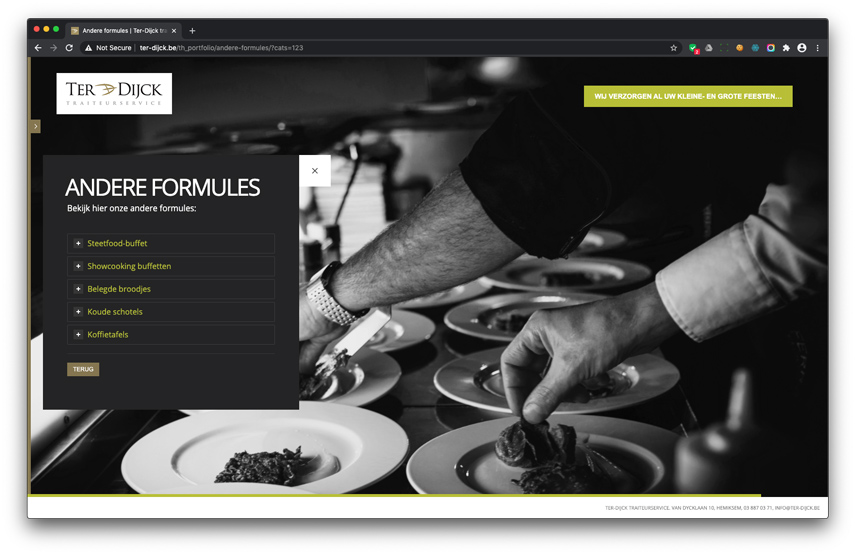 Andere formules | Ter-Dijck tra
Not Secure
ter-dijck.be/th_portfolio/andere-formules/?cats=123
TER DIJCK
TRAITEURSERVICE
WIJ VERZORGEN AL UW KLEINE- EN GROTE FEESTEN...
ANDERE FORMULES
Bekijk hier onze andere formules:
Steetfood-buffet
Showcooking buffetten
Belegde broodjes
Koude schotels
Koffietafels
TERUG
TER-DIJCK TRAITEURSERVICE, VAN DYCKLAAN 10, HEMIKSEM, 03 887 03 71, INFO@TER-DIJCK.BE